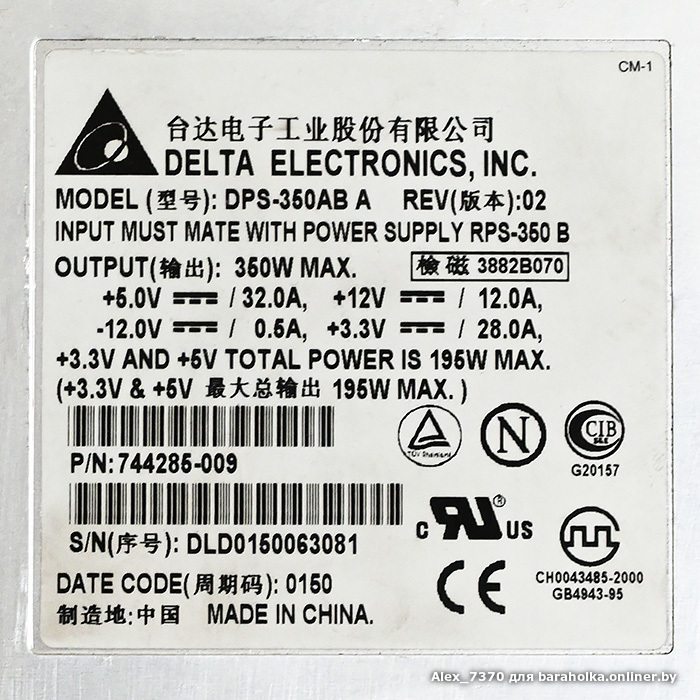 CM-1
台达电子工业股份有限公司
DELTA ELECTRONICS, INC.
MODEL (型号): DPS-350AB A REV(版本):02
INPUT MUST MATE WITH POWER SUPPLY RPS-350 B
OUTPUT(输出): 350W MAX. 檢磁 3882B070
+5.0V ⎓ / 32.0A, +12V ⎓ / 12.0A,
-12.0V ⎓ / 0.5A, +3.3V ⎓ / 28.0A,
+3.3V AND +5V TOTAL POWER IS 195W MAX.
(+3.3V & +5V 最大总输出 195W MAX. )
TÜV Rheinland
N
CIB
G20157
P/N: 744285-009
c RU ® US
S/N(序号): DLD0150063081
CH0043485-2000
GB4943-95
CE
DATE CODE(周期码): 0150
制造地:中国 MADE IN CHINA.
Alex_7370 для baraholka.onliner.by